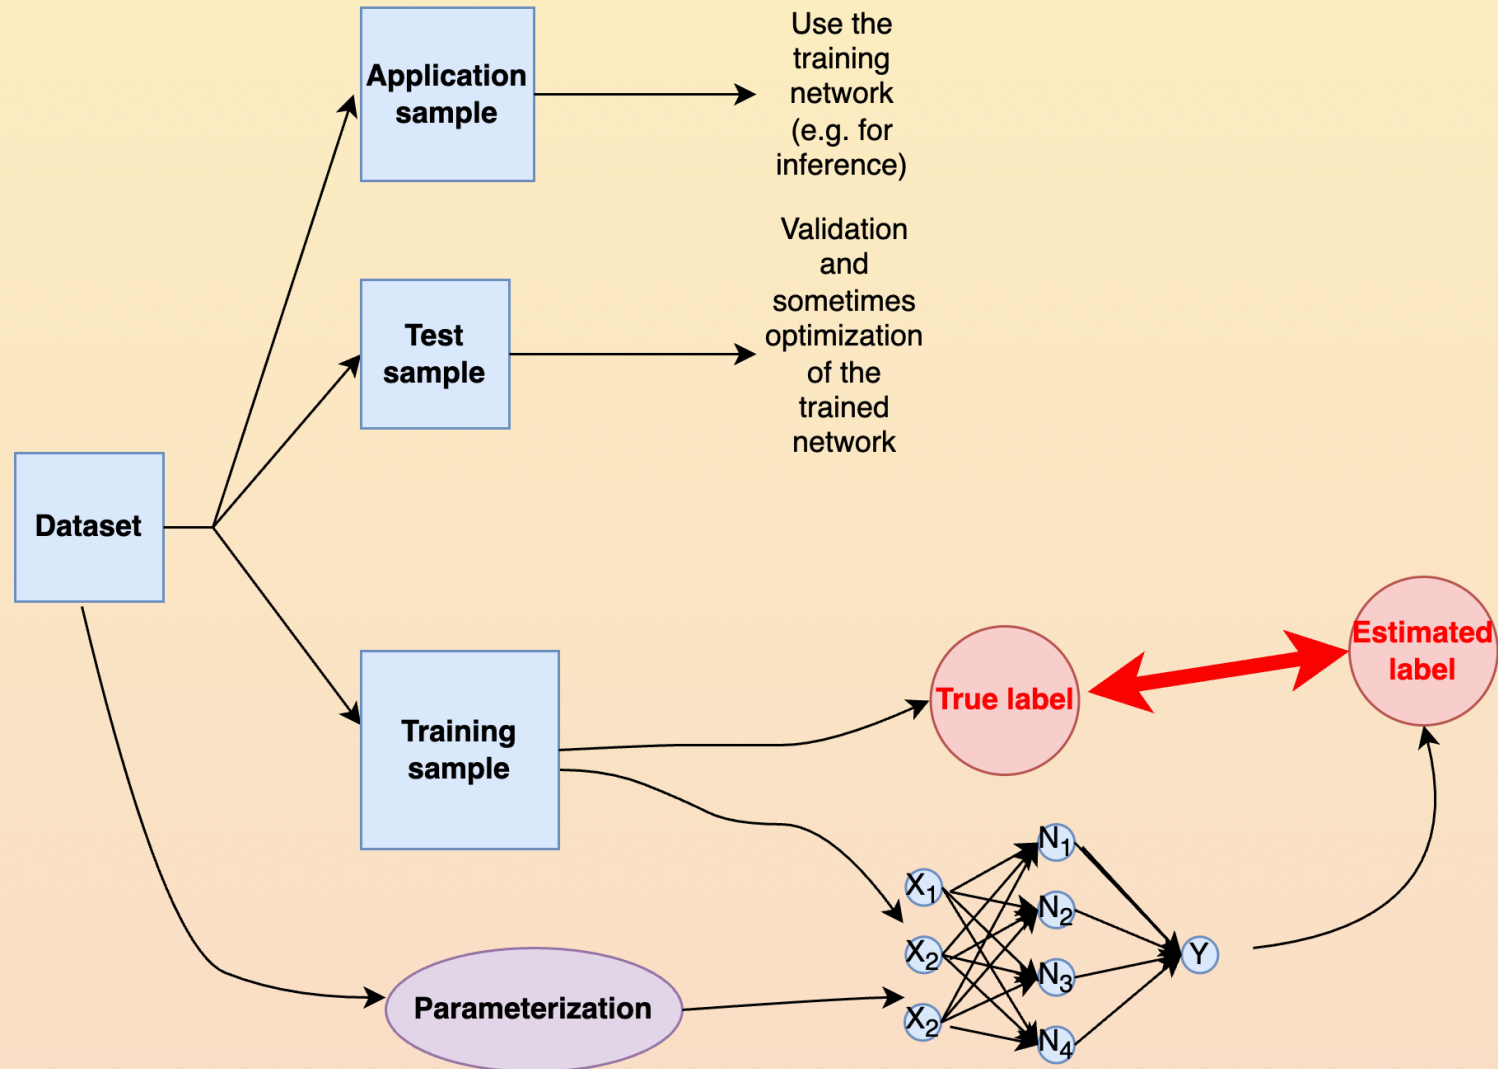 Application
sample
Use the
training
network
(e.g. for
inference)
Test
sample
Validation
and
sometimes
optimization
of the
trained
network
Dataset
Training
sample
True label
Estimated
label
Parameterization
X₁
X₂
X₂
N₁
N₂
N₃
N₄
Y